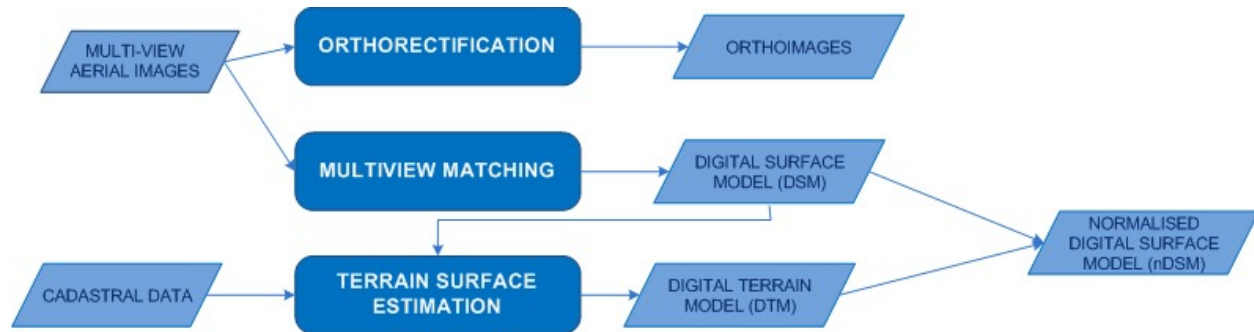 MULTI-VIEW
AERIAL IMAGES
ORTHORECTIFICATION
ORTHOIMAGES
MULTIVIEW MATCHING
DIGITAL SURFACE
MODEL (DSM)
NORMALISED
DIGITAL SURFACE
MODEL (nDSM)
CADASTRAL DATA
TERRAIN SURFACE
ESTIMATION
DIGITAL TERRAIN
MODEL (DTM)